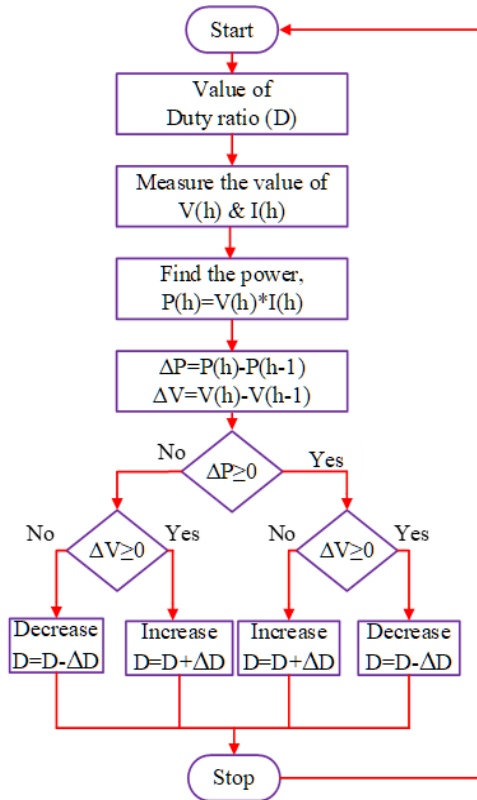 Start
Value of
Duty ratio (D)
Measure the value of
V(h) & I(h)
Find the power,
P(h)=V(h)*I(h)
ΔP=P(h)-P(h-1)
ΔV=V(h)-V(h-1)
No
ΔP≥0
Yes
No
ΔV≥0
Yes
No
ΔV≥0
Yes
Decrease
D=D-ΔD
Increase
D=D+ΔD
Increase
D=D+ΔD
Decrease
D=D-ΔD
Stop